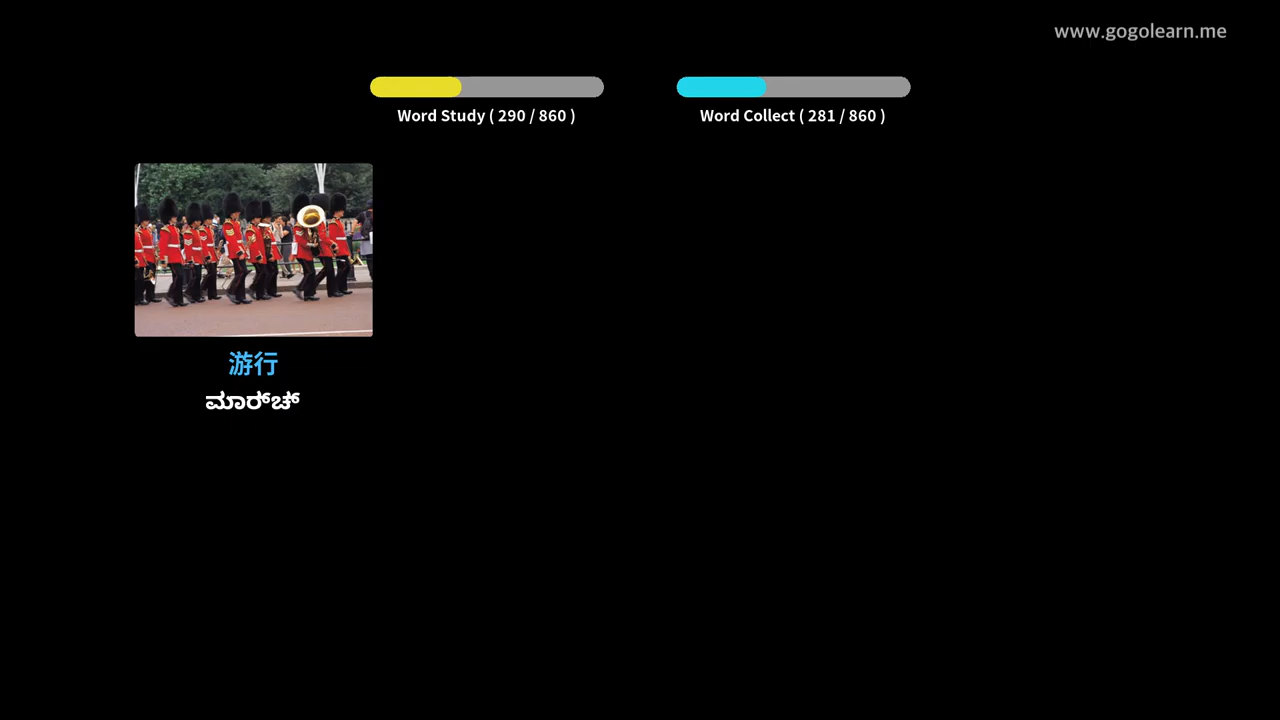 www.gogolearn.me
Word Study ( 290 / 860 )
Word Collect ( 281 / 860 )
游行
ಮಾರ್‌ಚ್